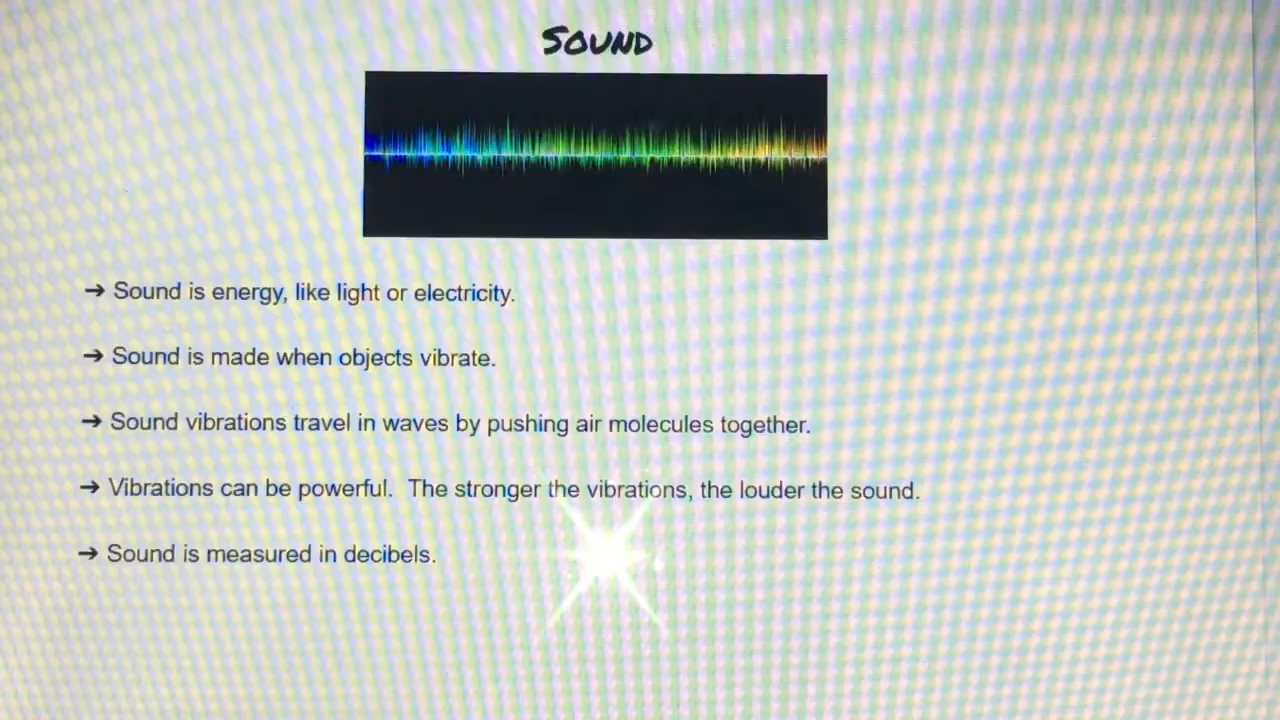 SOUND
➔ Sound is energy, like light or electricity.
➔ Sound is made when objects vibrate.
➔ Sound vibrations travel in waves by pushing air molecules together.
➔ Vibrations can be powerful.  The stronger the vibrations, the louder the sound.
➔ Sound is measured in decibels.